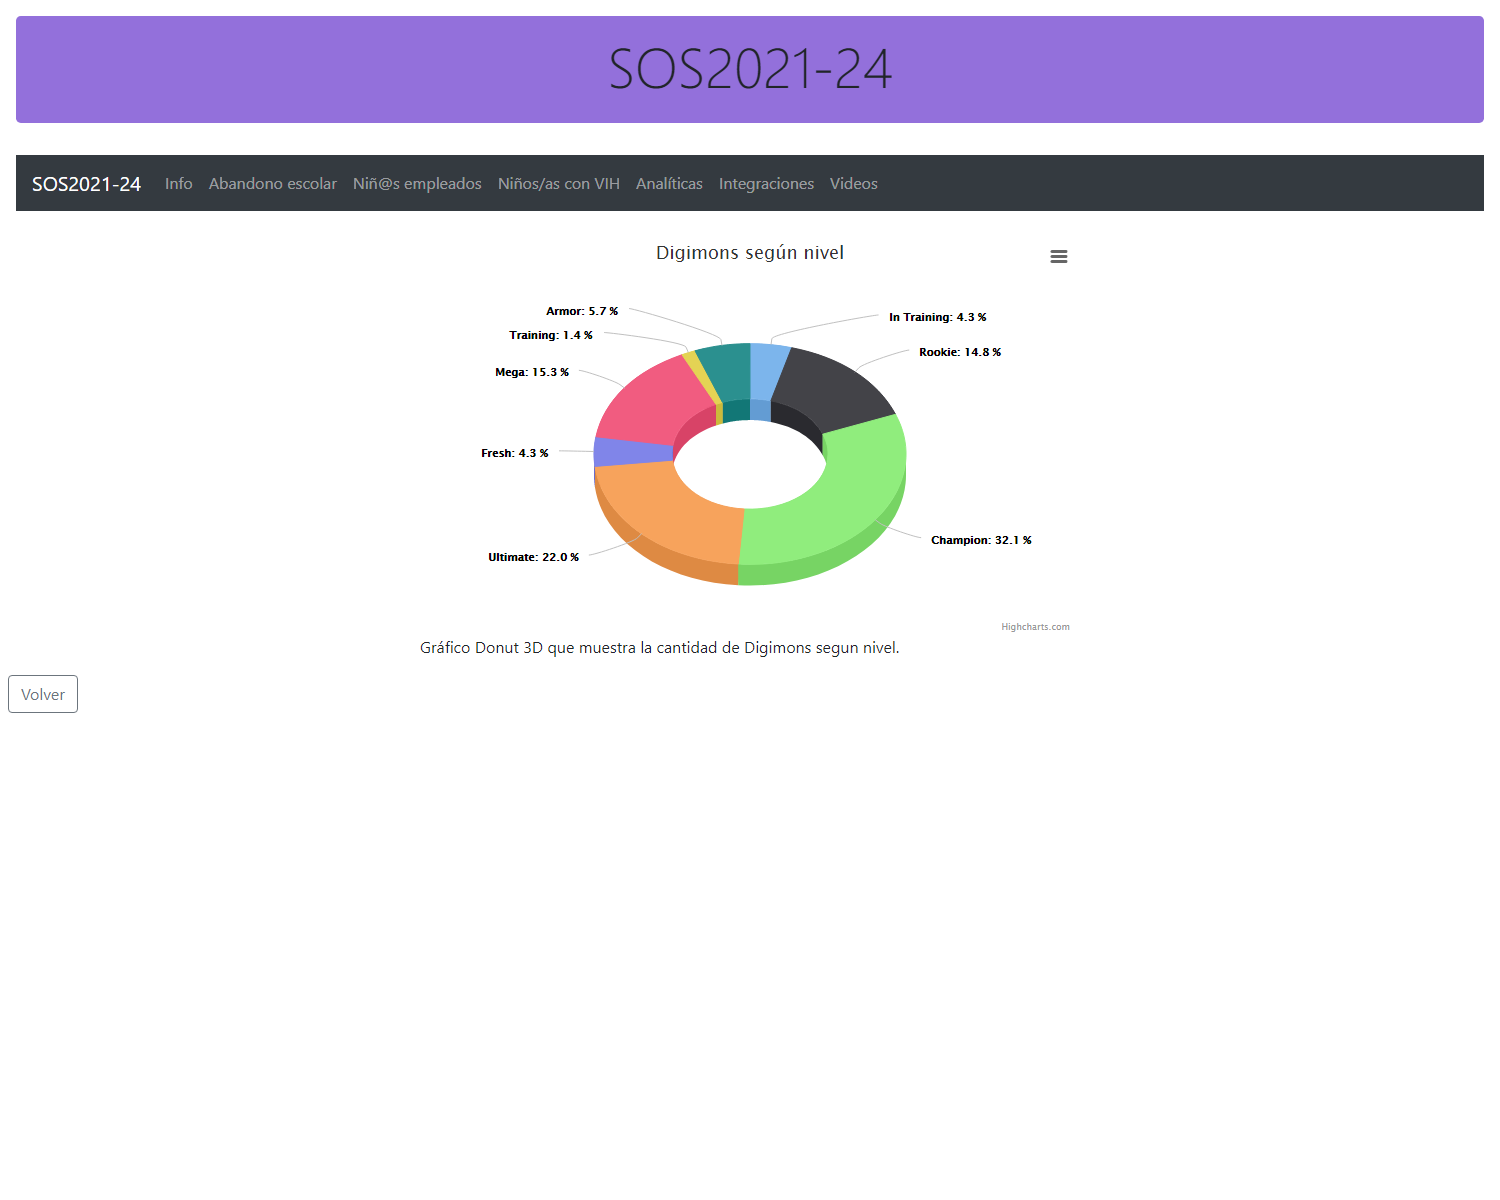 SOS2021-24
SOS2021-24 Info Abandono escolar Niñ@s empleados Niños/as con VIH Analíticas Integraciones Videos
Digimons según nivel
Armor: 5.7 %
In Training: 4.3 %
Training: 1.4 %
Rookie: 14.8 %
Mega: 15.3 %
Fresh: 4.3 %
Champion: 32.1 %
Ultimate: 22.0 %
Highcharts.com
Gráfico Donut 3D que muestra la cantidad de Digimons segun nivel.
Volver